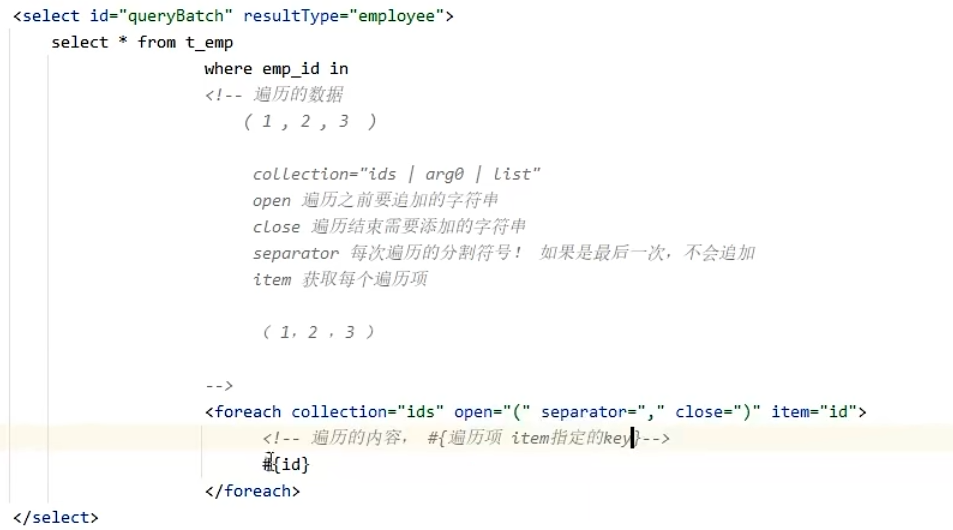 <select id="queryBatch" resultType="employee">
select * from t_emp
where emp_id in
<!-- 遍历的数据
( 1 , 2 , 3  )
collection="ids | arg0 | list"
open 遍历之前要追加的字符串
close 遍历结束需要添加的字符串
separator 每次遍历的分割符号！ 如果是最后一次，不会追加
item 获取每个遍历项
（ 1，2 ，3 ）
-->
<foreach collection="ids" open="(" separator="," close=")" item="id">
<!-- 遍历的内容， #{遍历项 item指定的key}-->
#{id}
</foreach>
</select>